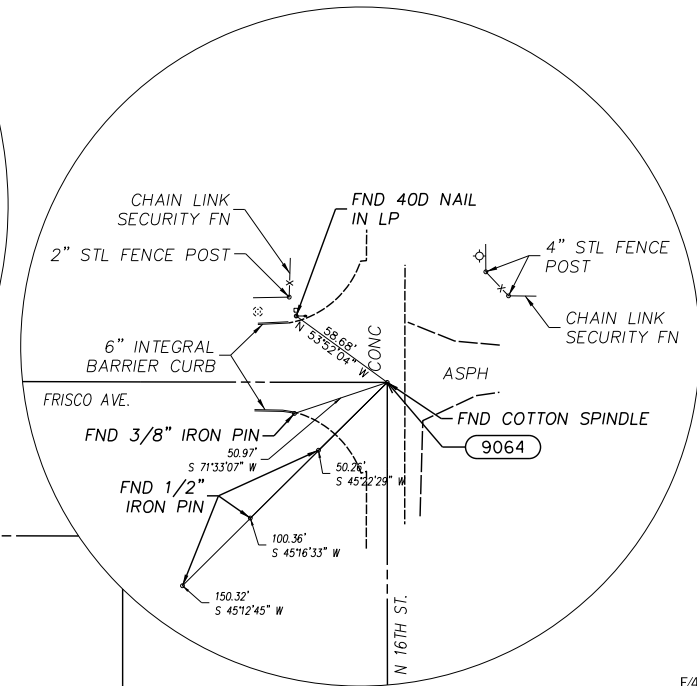 CHAIN LINK
SECURITY FN
FND 40D NAIL
IN LP
2" STL FENCE POST
4" STL FENCE
POST
CHAIN LINK
SECURITY FN
58.68'
N 53°52'04" W
CONC
6" INTEGRAL
BARRIER CURB
ASPH
FRISCO AVE.
FND COTTON SPINDLE
9064
FND 3/8" IRON PIN
50.97'
S 71°33'07" W
50.26'
S 45°22'29" W
FND 1/2"
IRON PIN
100.36'
S 45°16'33" W
150.32'
S 45°12'45" W
N 16TH ST.